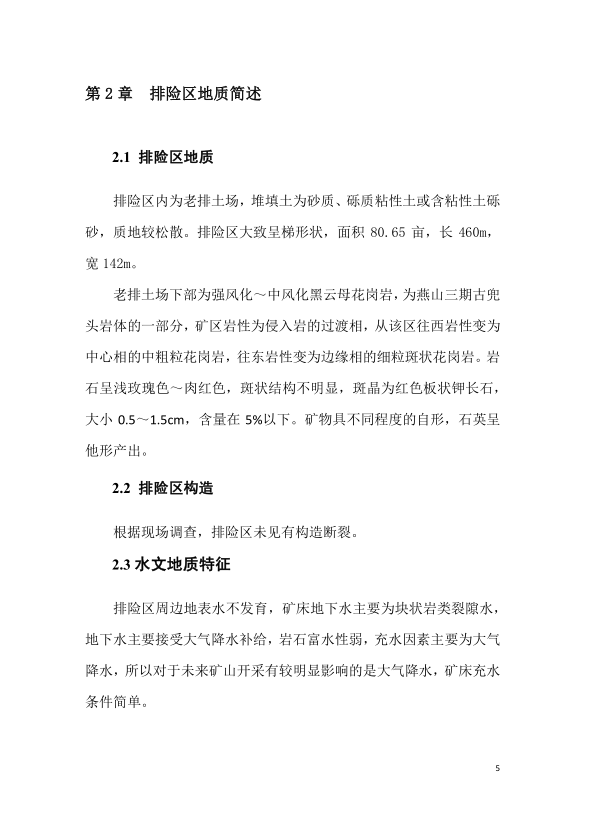 第 2 章　排险区地质简述
2.1 排险区地质
排险区内为老排土场，堆填土为砂质、砾质粘性土或含粘性土砾
砂，质地较松散。排险区大致呈梯形状，面积 80.65 亩，长 460m，
宽 142m。
老排土场下部为强风化～中风化黑云母花岗岩，为燕山三期古兜
头岩体的一部分，矿区岩性为侵入岩的过渡相，从该区往西岩性变为
中心相的中粗粒花岗岩，往东岩性变为边缘相的细粒斑状花岗岩。岩
石呈浅玫瑰色～肉红色，斑状结构不明显，斑晶为红色板状钾长石，
大小 0.5～1.5cm，含量在 5%以下。矿物具不同程度的自形，石英呈
他形产出。
2.2 排险区构造
根据现场调查，排险区未见有构造断裂。
2.3 水文地质特征
排险区周边地表水不发育，矿床地下水主要为块状岩类裂隙水，
地下水主要接受大气降水补给，岩石富水性弱，充水因素主要为大气
降水，所以对于未来矿山开采有较明显影响的是大气降水，矿床充水
条件简单。
5